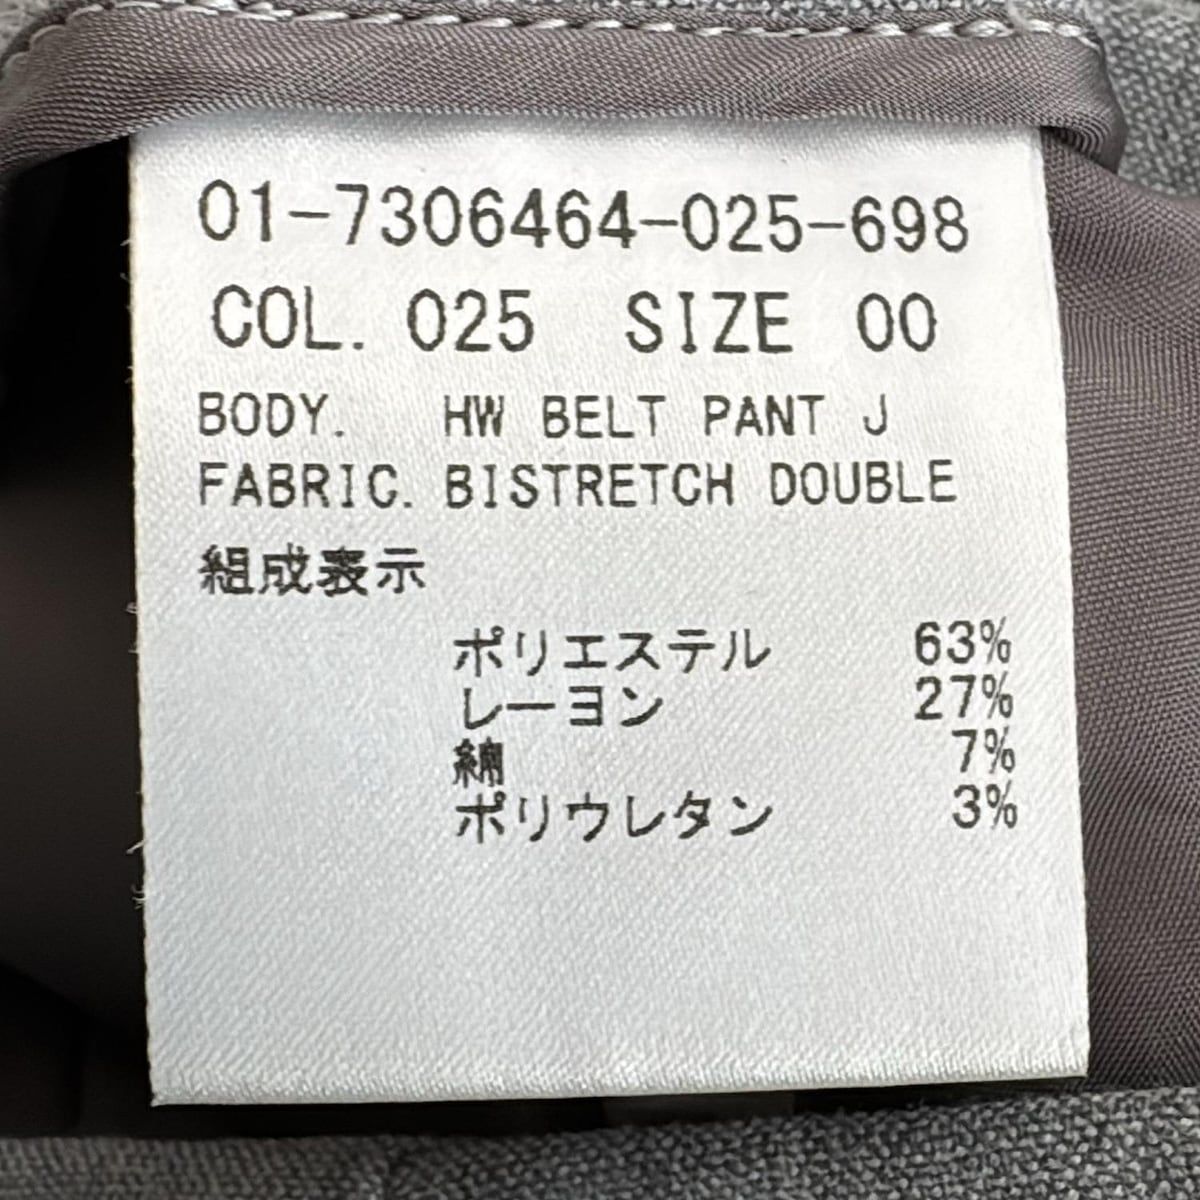 01-7306464-025-698
COL. 025 SIZE 00
BODY. HW BELT PANT J
FABRIC. BISTRETCH DOUBLE
組成表示
ポリエステル 63%
レーヨン 27%
綿 7%
ポリウレタン 3%